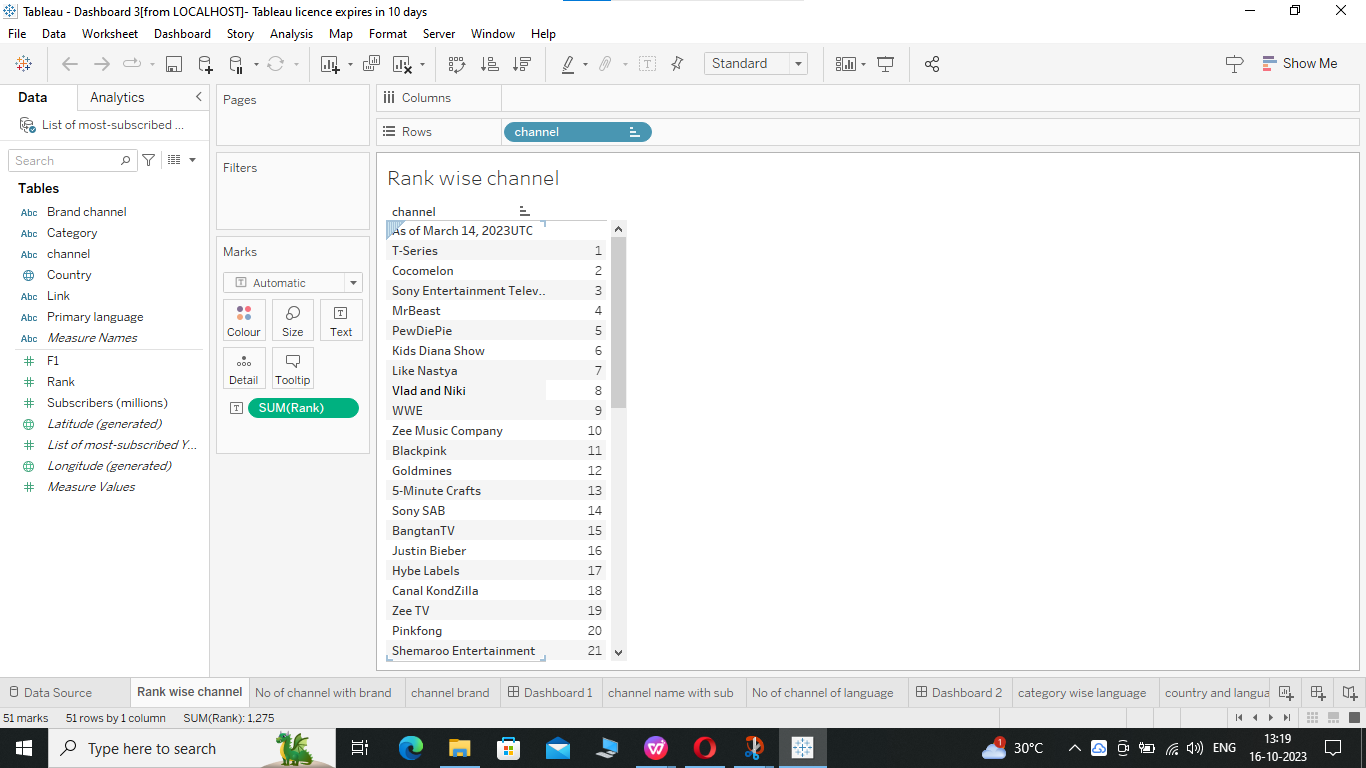 Tableau - Dashboard 3[from LOCALHOST]- Tableau licence expires in 10 days
File Data Worksheet Dashboard Story Analysis Map Format Server Window Help
Standard
Show Me
Data Analytics
List of most-subscribed ...
Search
Tables
Abc Brand channel
Abc Category
Abc channel
Country
Abc Link
Abc Primary language
Abc Measure Names
F1
Rank
Subscribers (millions)
Latitude (generated)
List of most-subscribed Y...
Longitude (generated)
Measure Values
Pages
Filters
Marks
Automatic
Colour Size Text
Detail Tooltip
SUM(Rank)
Columns
Rows channel
Rank wise channel
channel
As of March 14, 2023UTC
T-Series 1
Cocomelon 2
Sony Entertainment Telev.. 3
MrBeast 4
PewDiePie 5
Kids Diana Show 6
Like Nastya 7
Vlad and Niki 8
WWE 9
Zee Music Company 10
Blackpink 11
Goldmines 12
5-Minute Crafts 13
Sony SAB 14
BangtanTV 15
Justin Bieber 16
Hybe Labels 17
Canal KondZilla 18
Zee TV 19
Pinkfong 20
Shemaroo Entertainment 21
Data Source Rank wise channel No of channel with brand channel brand Dashboard 1 channel name with sub No of channel of language Dashboard 2 category wise language country and langua
51 marks 51 rows by 1 column SUM(Rank): 1,275
Type here to search
30°C
ENG
13:19
16-10-2023